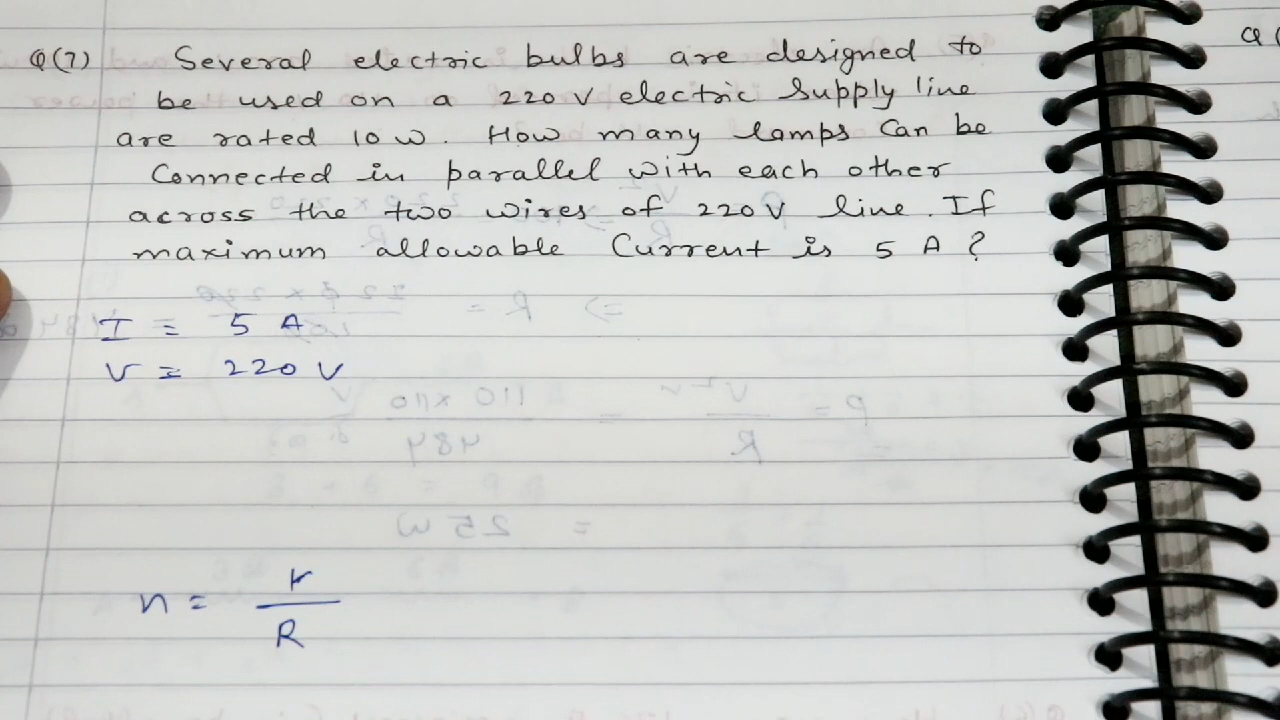 Q(7) Several electric bulbs are designed to
be used on a 220 V electric Supply line
are rated 10 W. How many lamps can be
Connected in parallel with each other
across the two wires of 220 V line. If
maximum allowable Current is 5 A ?
I = 5 A
V = 220 V
n = r
R